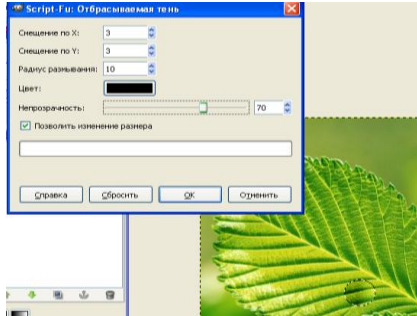 Script-Fu: Отбрасываемая тень
Смещение по X: 3
Смещение по Y: 3
Радиус размывания: 10
Цвет:
Непрозрачность: 70
Позволить изменение размера
Справка Сбросить OK Отменить